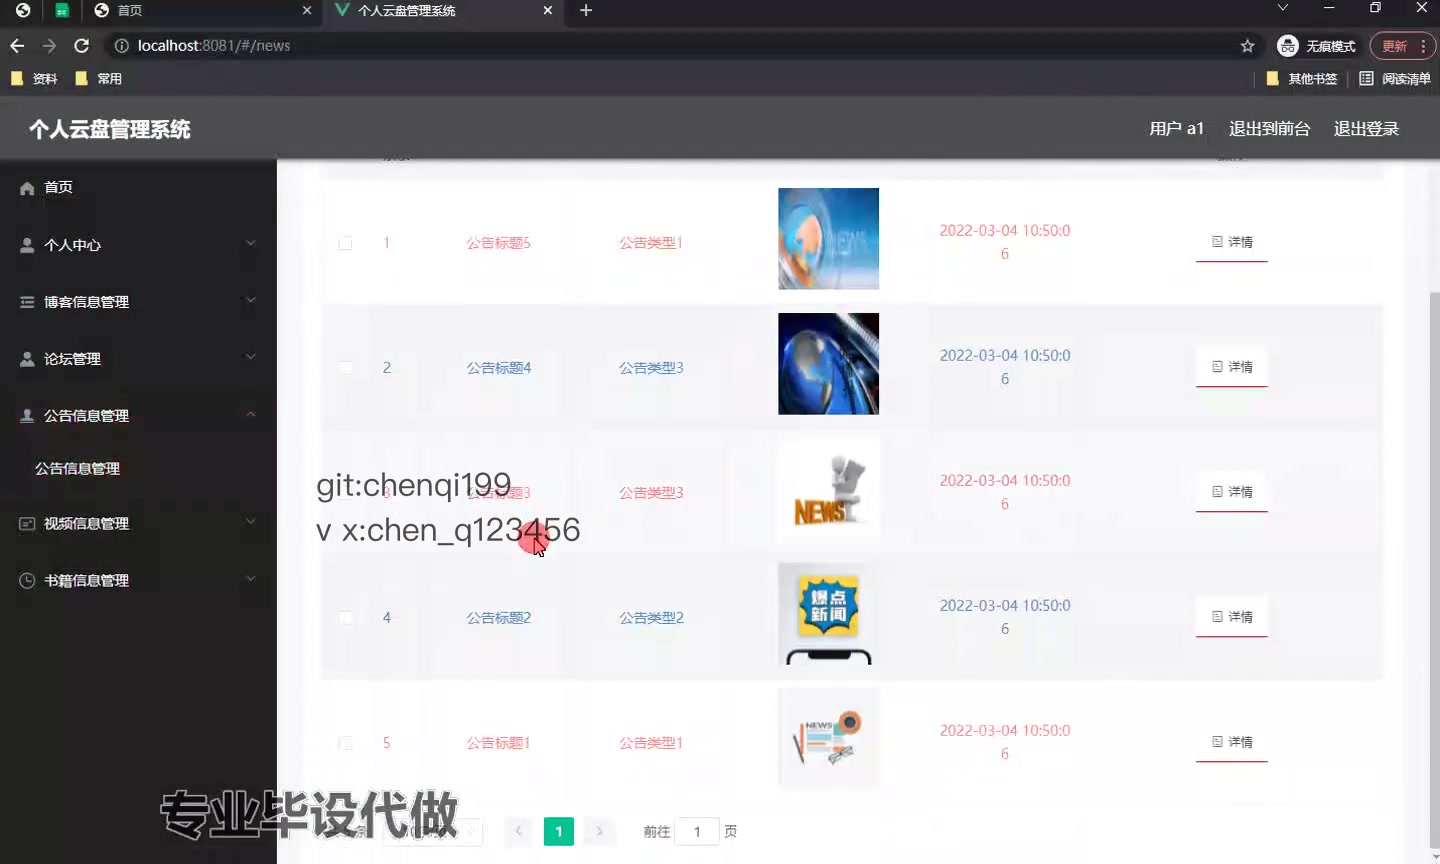 首页
个人云盘管理系统
localhost:8081/#/news
无痕模式
更新
资料
常用
其他书签
阅读清单
个人云盘管理系统
用户 a1
退出到前台
退出登录
首页
个人中心
博客信息管理
论坛管理
公告信息管理
公告信息管理
视频信息管理
书籍信息管理
1 公告标题5 公告类型1 2022-03-04 10:50:0
6
详情
2 公告标题4 公告类型3 2022-03-04 10:50:0
6
详情
3 公告标题3 公告类型3 2022-03-04 10:50:0
6
详情
NEWS
git:chenqi199
v x:chen_q123456
4 公告标题2 公告类型2 2022-03-04 10:50:0
6
详情
爆点
新闻
5 公告标题1 公告类型1 2022-03-04 10:50:0
6
详情
NEWS
专业毕设代做
1
前往 1 页